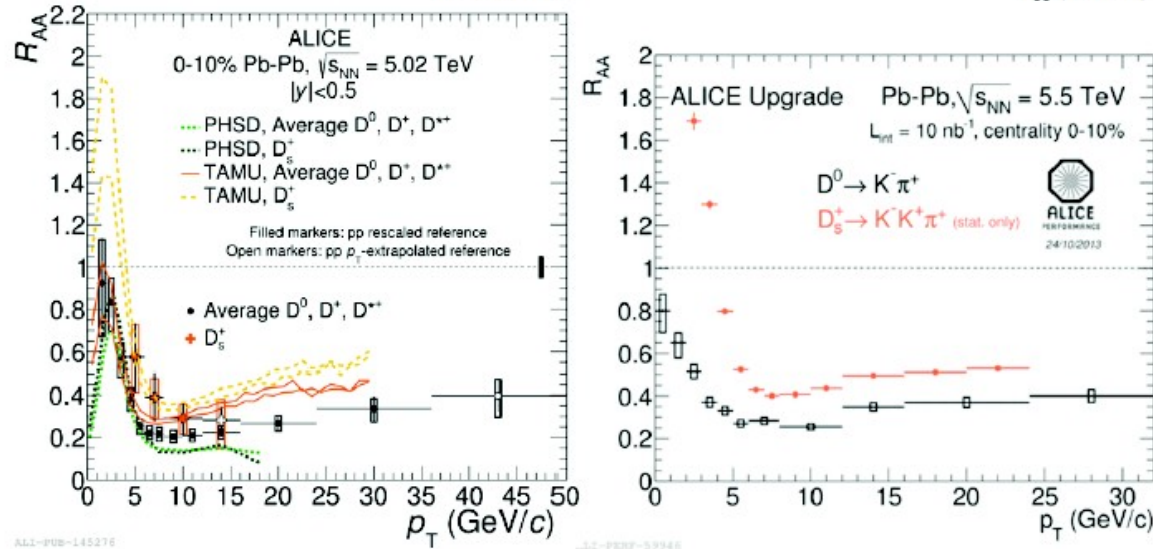 R_AA
2.2
2
1.8
1.6
1.4
1.2
1
0.8
0.6
0.4
0.2
0
ALICE
0-10% Pb-Pb, √s_NN = 5.02 TeV
|y|<0.5
PHSD, Average D⁰, D⁺, D*⁺
PHSD, D_s⁺
TAMU, Average D⁰, D⁺, D*⁺
TAMU, D_s⁺
Filled markers: pp rescaled reference
Open markers: pp p_T-extrapolated reference
Average D⁰, D⁺, D*⁺
D_s⁺
0 5 10 15 20 25 30 35 40 45 50
p_T (GeV/c)
ALI-PUB-145276
R_AA
2
1.8
1.6
1.4
1.2
1
0.8
0.6
0.4
0.2
0
ALICE Upgrade
Pb-Pb, √s_NN = 5.5 TeV
L_int = 10 nb⁻¹, centrality 0-10%
D⁰→ K⁻π⁺
D_s⁺→ K⁻K⁺π⁺ (stat. only)
ALICE
PERFORMANCE
24/10/2013
0 5 10 15 20 25 30
p_T (GeV/c)